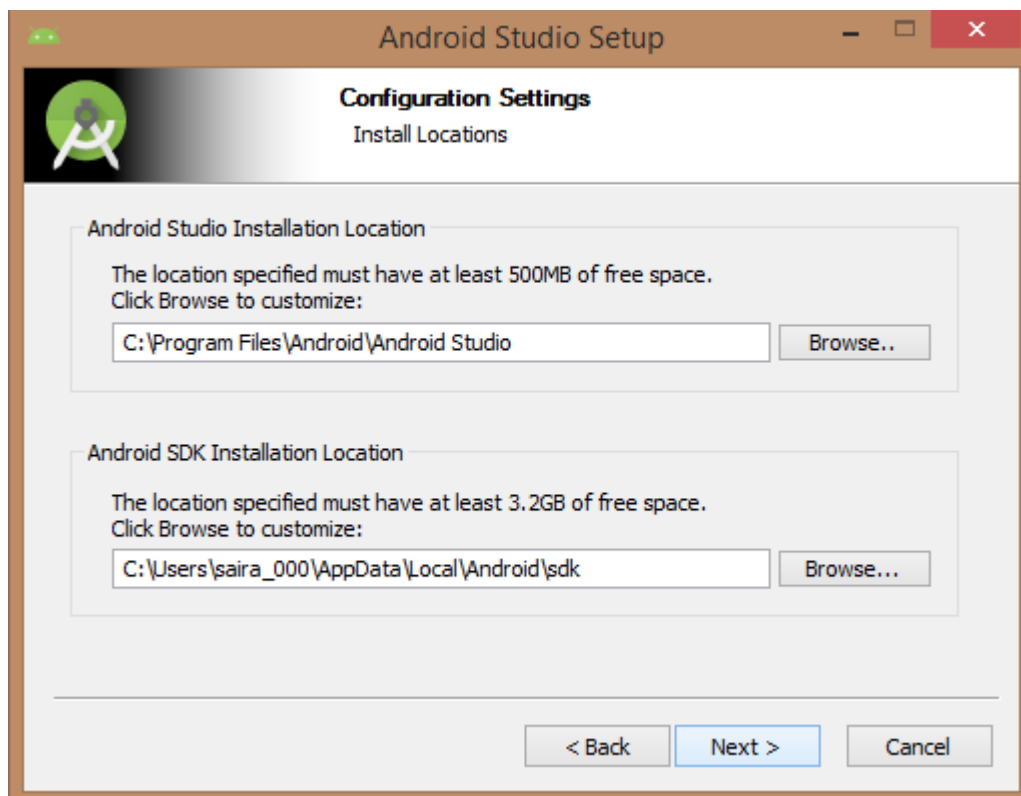 Android Studio Setup
Configuration Settings
Install Locations
Android Studio Installation Location
The location specified must have at least 500MB of free space.
Click Browse to customize:
C:\Program Files\Android\Android Studio
Browse..
Android SDK Installation Location
The location specified must have at least 3.2GB of free space.
Click Browse to customize:
C:\Users\saira_000\AppData\Local\Android\sdk
Browse...
< Back
Next >
Cancel